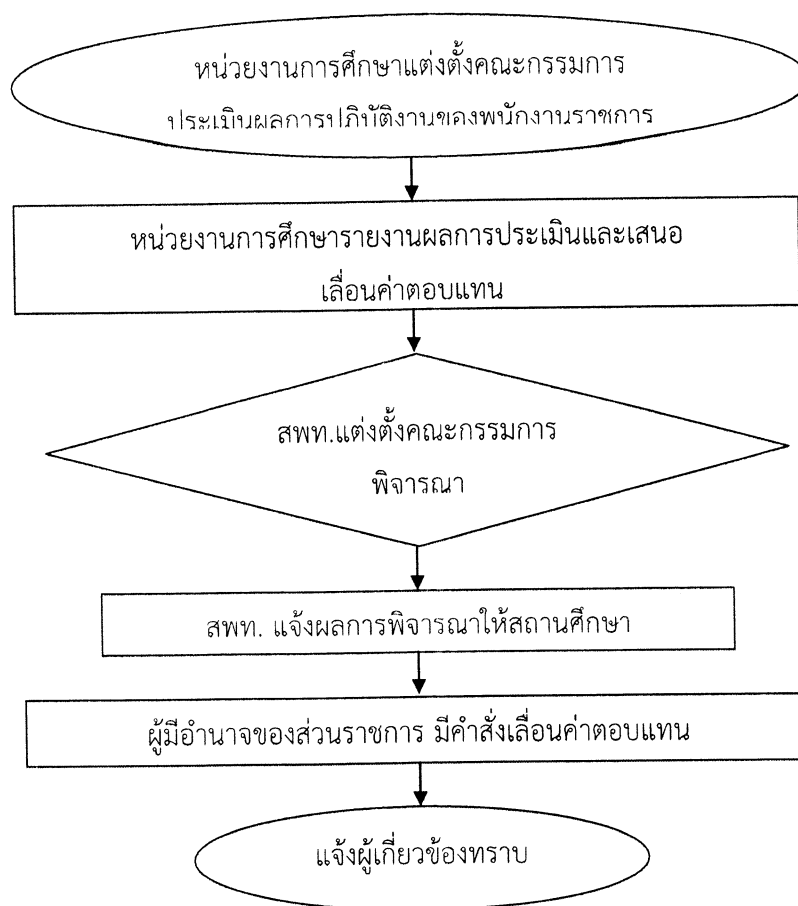 หน่วยงานการศึกษาแต่งตั้งคณะกรรมการ
ประเมินผลการปฏิบัติงานของพนักงานราชการ
หน่วยงานการศึกษารายงานผลการประเมินและเสนอ
เลื่อนค่าตอบแทน
สพท.แต่งตั้งคณะกรรมการ
พิจารณา
สพท. แจ้งผลการพิจารณาให้สถานศึกษา
ผู้มีอำนาจของส่วนราชการ มีคำสั่งเลื่อนค่าตอบแทน
แจ้งผู้เกี่ยวข้องทราบ